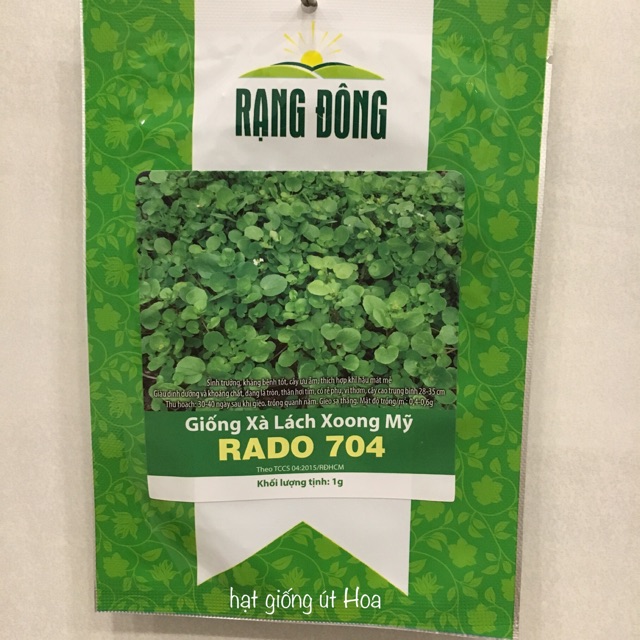 RẠNG ĐÔNG
Sinh trưởng, kháng bệnh tốt, cây ưu ẩm, thích hợp khí hậu mát mẻ.
Giàu dinh dưỡng và khoáng chất, dạng lá tròn, thân hơi tím, có rễ phụ, vị thơm, cây cao trung bình 28-35 cm
Thu hoạch: 30-40 ngày sau khi gieo, trồng quanh năm. Gieo sạ thẳng. Mật độ trồng/m²: 0,4-0,6g
Giống Xà Lách Xoong Mỹ
RADO 704
Theo TCCS 04:2015/RĐHCM
Khối lượng tịnh: 1g
hạt giống út Hoa